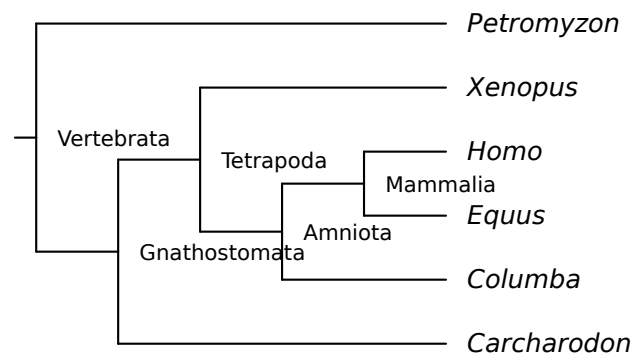 Petromyzon
Xenopus
Vertebrata
Homo
Tetrapoda
Mammalia
Equus
Amniota
Gnathostomata
Columba
Carcharodon